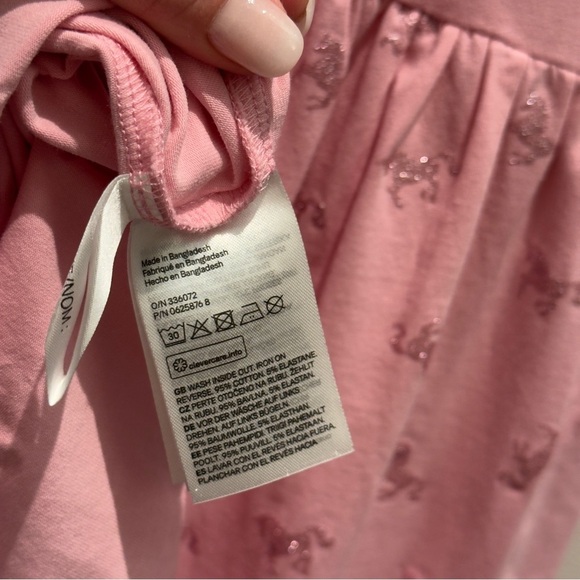 Made in Bangladesh
Fabriqué en Bangladesh
Hecho en Bangladesh
O/N 336072
P/N 0625876 8
30
clevercare.info
GB WASH INSIDE OUT. IRON ON
REVERSE. 95% COTTON. 5% ELASTANE.
CZ PERTE OTOČENO NA RUBU. ŽEHLIT
NA RUBU. 95% BAVLNA. 5% ELASTAN.
DE VOR DER WÄSCHE AUF LINKS
DREHEN. AUF LINKS BÜGELN.
95% BAUMWOLLE. 5% ELASTHAN.
EE PESE PAHEMPIDI. TRIIGI PAHEMALT
POOLT. 95% PUUVILL. 5% ELASTAAN.
ES LAVAR CON EL REVÉS HACIA FUERA.
PLANCHAR CON EL REVÉS HACIA